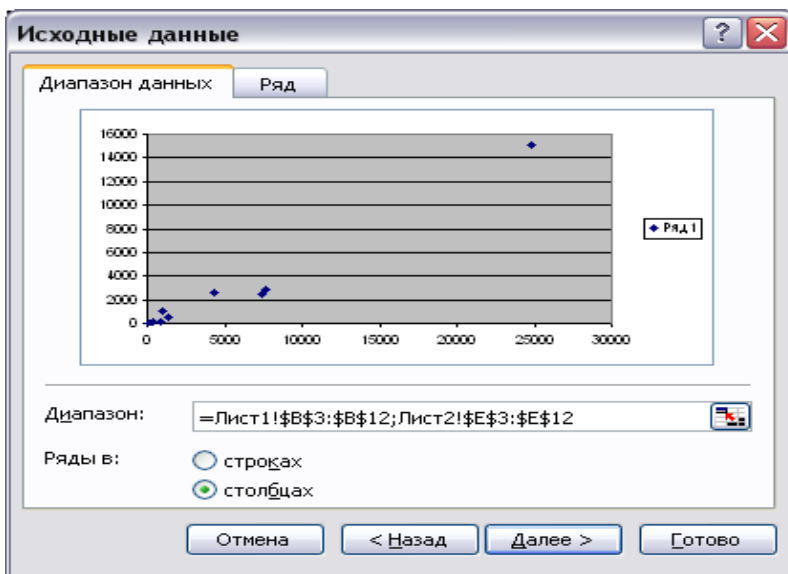 Исходные данные
Диапазон данных Ряд
16000
14000
12000
10000
8000
6000
4000
2000
0
0 5000 10000 15000 20000 25000 30000
Ряд 1
Диапазон: =Лист1!$B$3:$B$12;Лист2!$E$3:$E$12
Ряды в: строках
столбцах
Отмена < Назад Далее > Готово